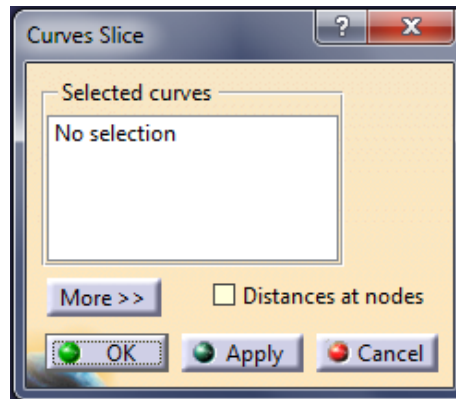 Curves Slice ? X
Selected curves
No selection
More >> Distances at nodes
OK Apply Cancel